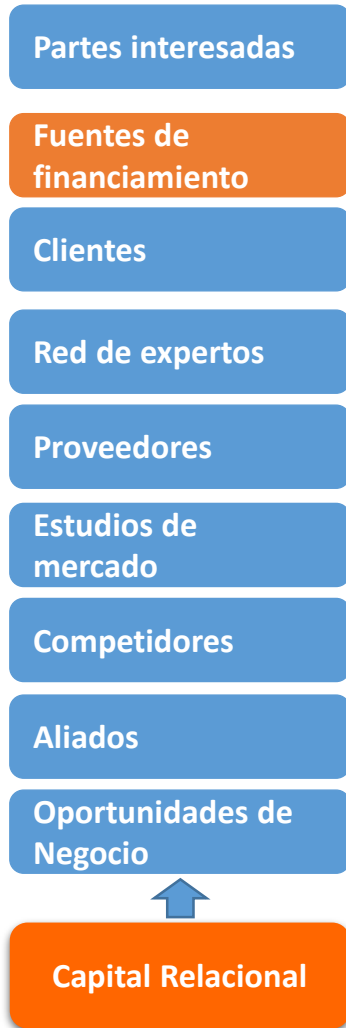 Partes interesadas
Fuentes de
financiamiento
Clientes
Red de expertos
Proveedores
Estudios de
mercado
Competidores
Aliados
Oportunidades de
Negocio
Capital Relacional